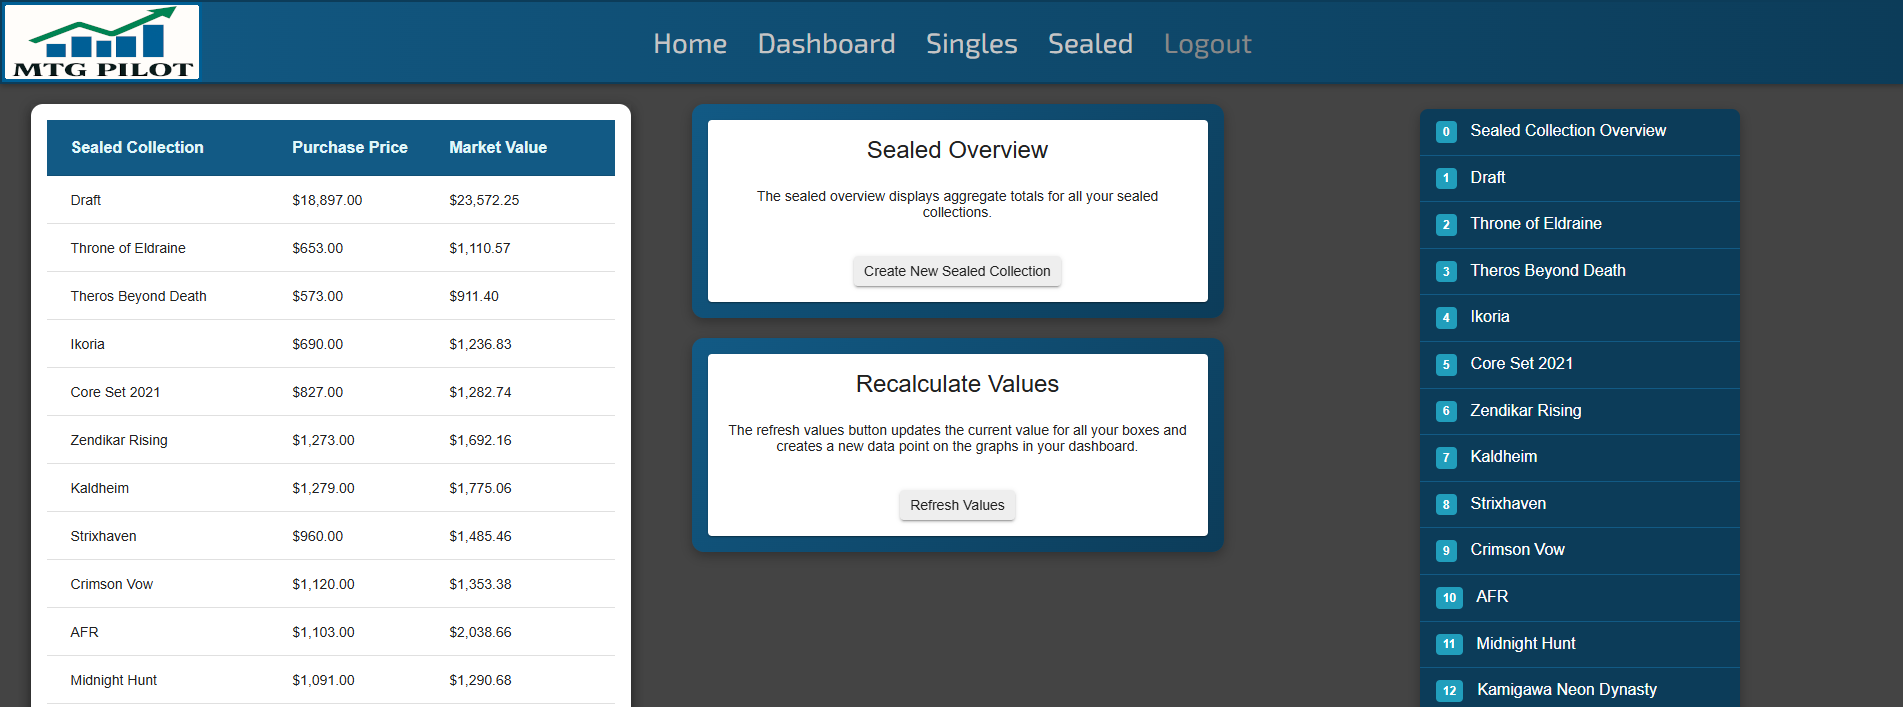 MTG PILOT
Home Dashboard Singles Sealed Logout
Sealed Collection Purchase Price Market Value
Draft $18,897.00 $23,572.25
Throne of Eldraine $653.00 $1,110.57
Theros Beyond Death $573.00 $911.40
Ikoria $690.00 $1,236.83
Core Set 2021 $827.00 $1,282.74
Zendikar Rising $1,273.00 $1,692.16
Kaldheim $1,279.00 $1,775.06
Strixhaven $960.00 $1,485.46
Crimson Vow $1,120.00 $1,353.38
AFR $1,103.00 $2,038.66
Midnight Hunt $1,091.00 $1,290.68
Sealed Overview
The sealed overview displays aggregate totals for all your sealed
collections.
Create New Sealed Collection
Recalculate Values
The refresh values button updates the current value for all your boxes and
creates a new data point on the graphs in your dashboard.
Refresh Values
0 Sealed Collection Overview
1 Draft
2 Throne of Eldraine
3 Theros Beyond Death
4 Ikoria
5 Core Set 2021
6 Zendikar Rising
7 Kaldheim
8 Strixhaven
9 Crimson Vow
10 AFR
11 Midnight Hunt
12 Kamigawa Neon Dynasty